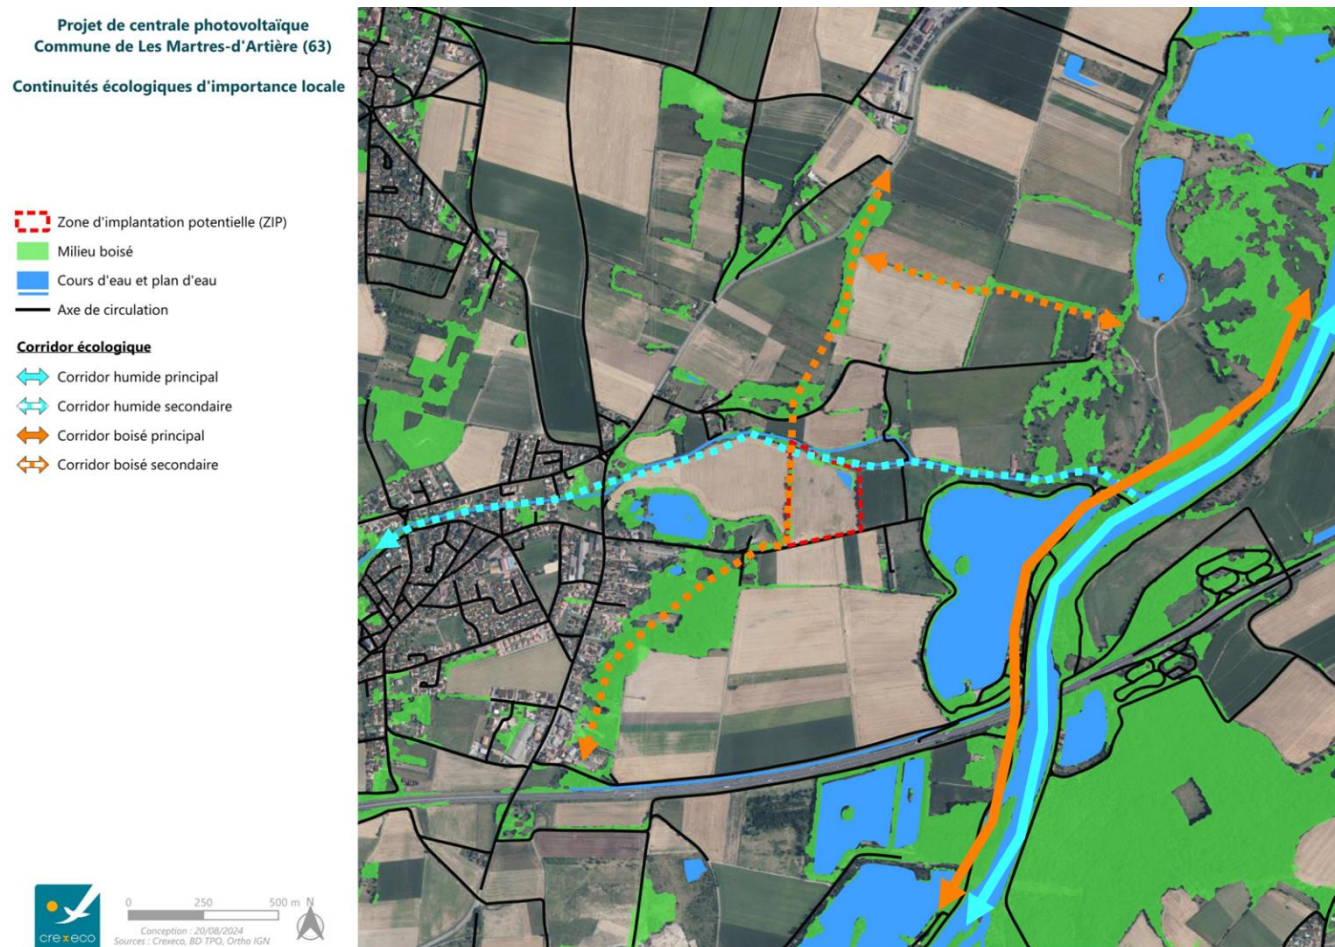 Projet de centrale photovoltaïque
Commune de Les Martres-d'Artière (63)
Continuités écologiques d'importance locale
Zone d'implantation potentielle (ZIP)
Milieu boisé
Cours d'eau et plan d'eau
Axe de circulation
Corridor écologique
Corridor humide principal
Corridor humide secondaire
Corridor boisé principal
Corridor boisé secondaire
crexeco
0 250 500 m N
Conception : 20/08/2024
Sources : Crexeco, BD TPO, Ortho IGN